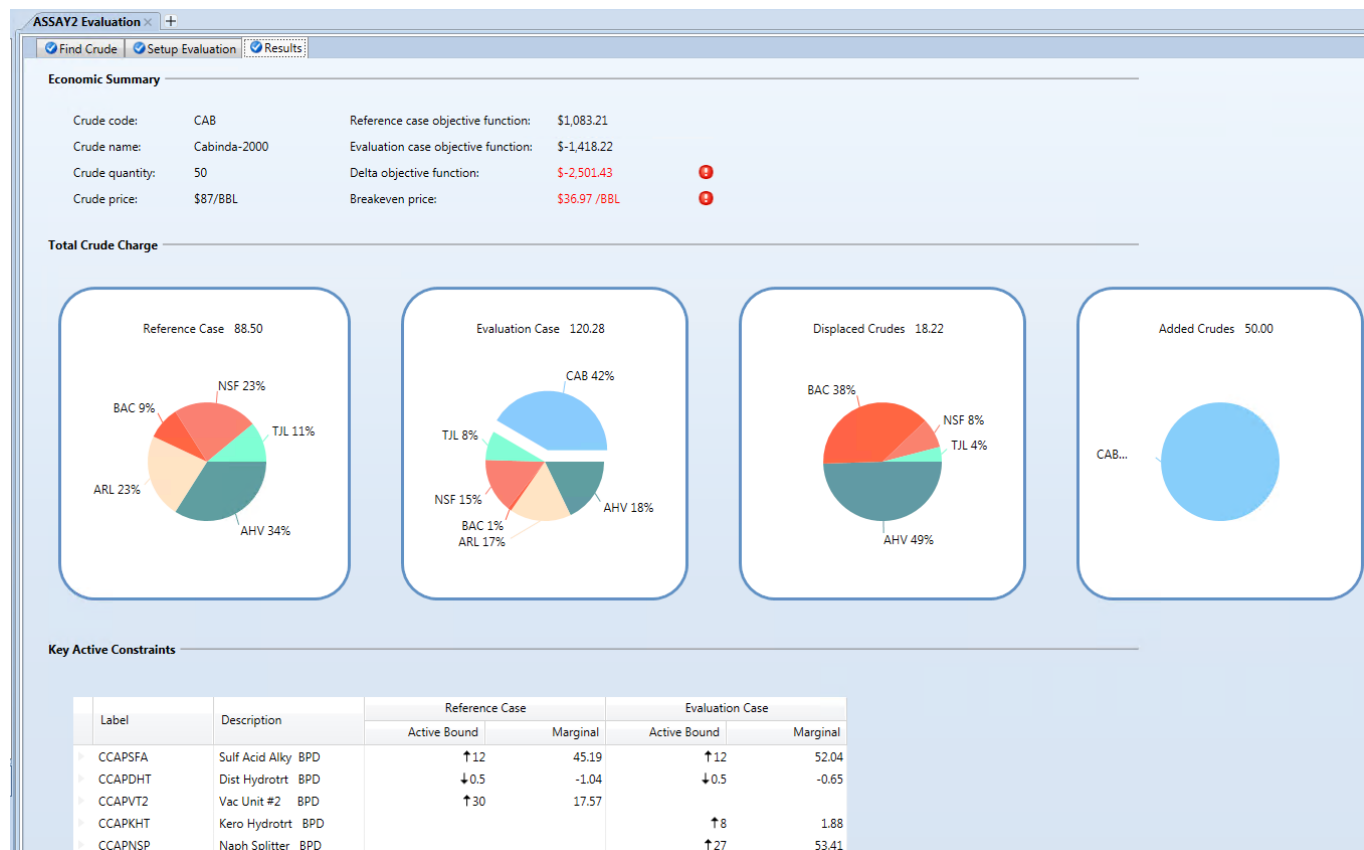 ASSAY2 Evaluation × +
Find Crude Setup Evaluation Results
Economic Summary
Crude code: CAB Reference case objective function: $1,083.21
Crude name: Cabinda-2000 Evaluation case objective function: $-1,418.22
Crude quantity: 50 Delta objective function: $-2,501.43
Crude price: $87/BBL Breakeven price: $36.97 /BBL
Total Crude Charge
Reference Case 88.50
NSF 23%
BAC 9%
TJL 11%
ARL 23%
AHV 34%
Evaluation Case 120.28
CAB 42%
TJL 8%
NSF 15%
AHV 18%
BAC 1%
ARL 17%
Displaced Crudes 18.22
BAC 38%
NSF 8%
TJL 4%
AHV 49%
Added Crudes 50.00
CAB...
Key Active Constraints
Label Description Reference Case Evaluation Case
Active Bound Marginal Active Bound Marginal
CCAPSFA Sulf Acid Alky BPD ↑12 45.19 ↑12 52.04
CCAPDHT Dist Hydrotrt BPD ↓0.5 -1.04 ↓0.5 -0.65
CCAPVT2 Vac Unit #2 BPD ↑30 17.57
CCAPKHT Kero Hydrotrt BPD ↑8 1.88
CCAPNSP Naph Splitter BPD ↑27 53.41